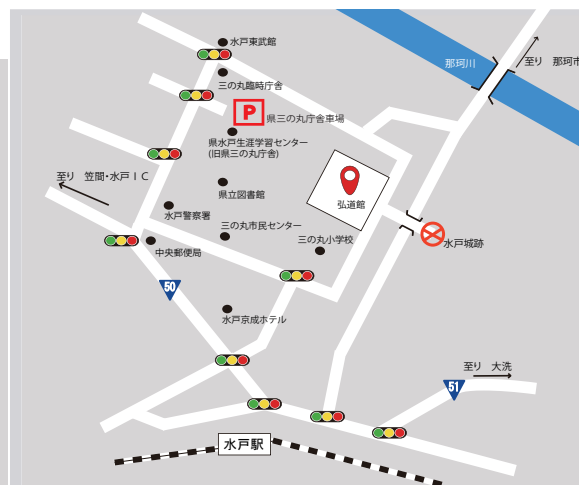 水戸東武館
那珂川
至り 那珂市
三の丸臨時庁舎
P
県三の丸庁舎車場
県水戸生涯学習センター
(旧県三の丸庁舎)
至り 笠間・水戸IC
県立図書館
弘道館
水戸警察署
三の丸市民センター
三の丸小学校
水戸城跡
中央郵便局
50
水戸京成ホテル
至り 大洗
51
水戸駅